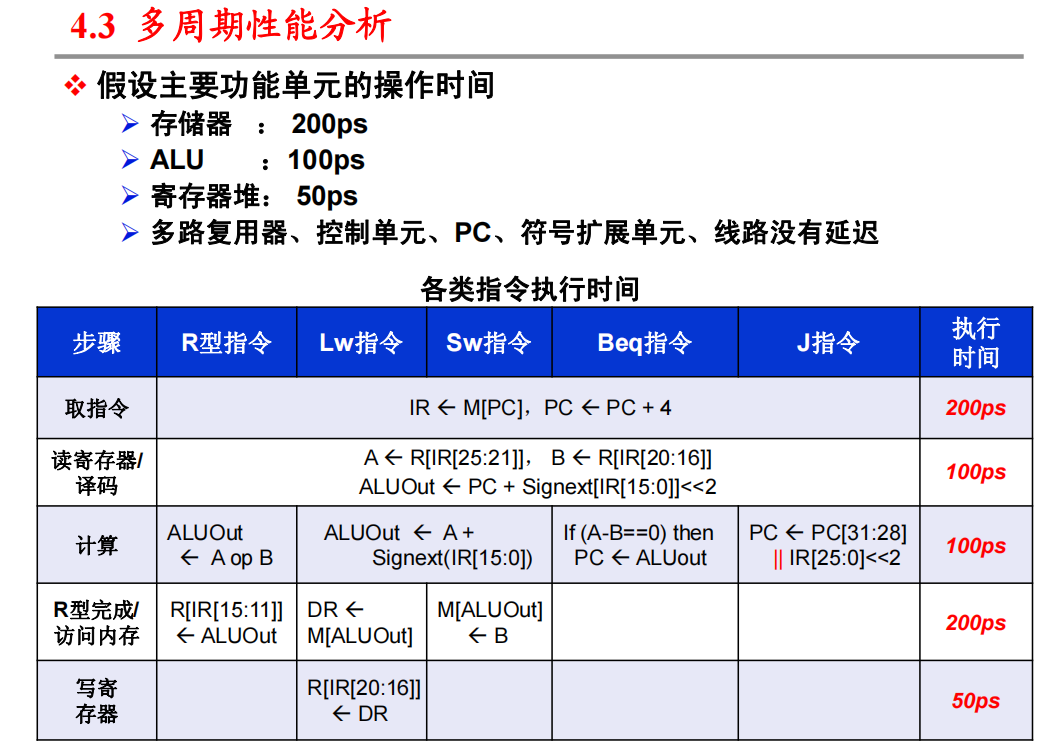 4.3 多周期性能分析
假设主要功能单元的操作时间
存储器 ： 200ps
ALU ：100ps
寄存器堆： 50ps
多路复用器、控制单元、PC、符号扩展单元、线路没有延迟
各类指令执行时间
步骤 R型指令 Lw指令 Sw指令 Beq指令 J指令 执行
时间
取指令 IR ← M[PC]，PC ← PC + 4 200ps
读寄存器/
译码
A ← R[IR[25:21]]， B ← R[IR[20:16]]
ALUOut ← PC + Signext[IR[15:0]]<<2
100ps
计算
ALUOut
← A op B
ALUOut ← A +
Signext(IR[15:0])
If (A-B==0) then
PC ← ALUout
PC ← PC[31:28]
|| IR[25:0]<<2
100ps
R型完成/
访问内存
R[IR[15:11]]
← ALUOut
DR ←
M[ALUOut]
M[ALUOut]
← B
200ps
写寄
存器
R[IR[20:16]]
← DR
50ps